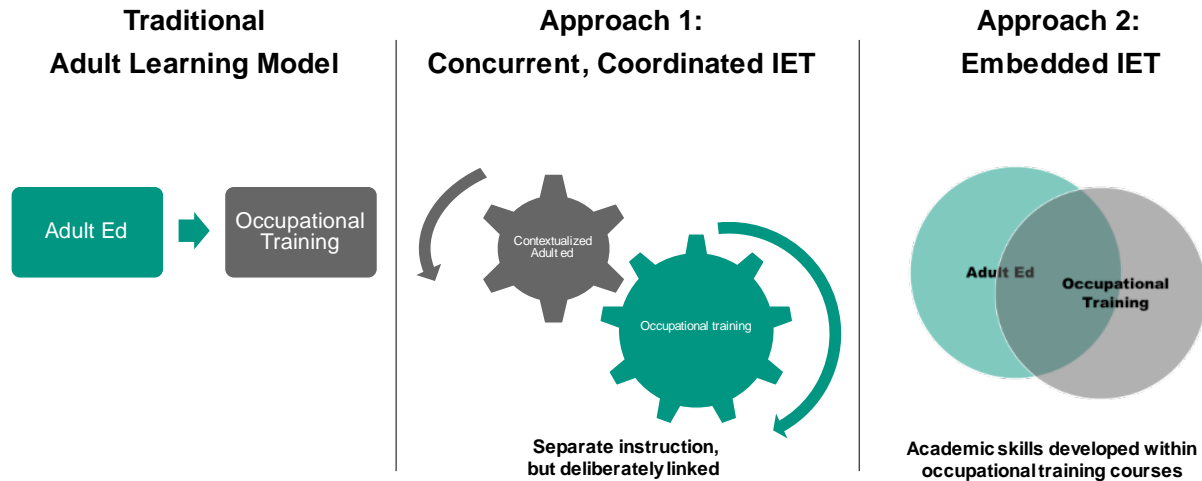 Traditional
Adult Learning Model
Adult Ed
Occupational
Training
Approach 1:
Concurrent, Coordinated IET
Contextualized
Adult ed
Occupational training
Separate instruction,
but deliberately linked
Approach 2:
Embedded IET
Adult Ed
Occupational
Training
Academic skills developed within
occupational training courses